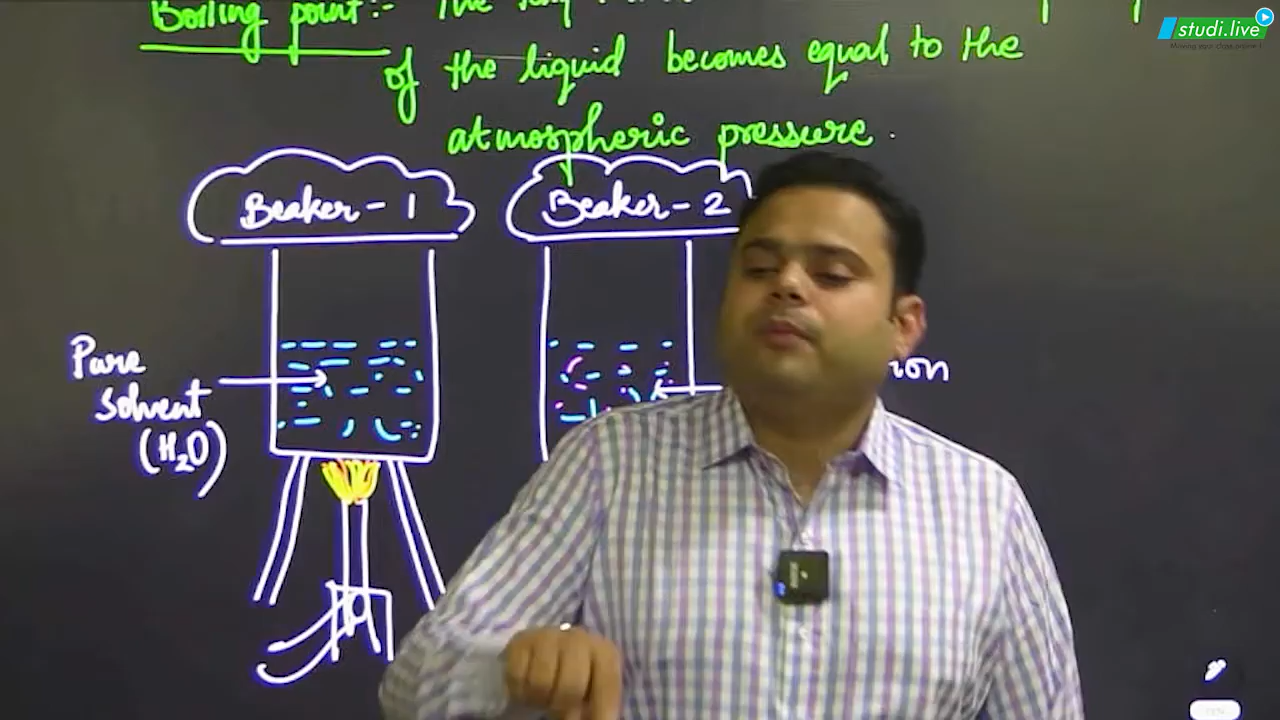 Boiling point:- The
of the liquid becomes equal to the
atmospheric pressure.
Beaker - 1
Beaker - 2
Pure
solvent
(H₂O)
studi.live